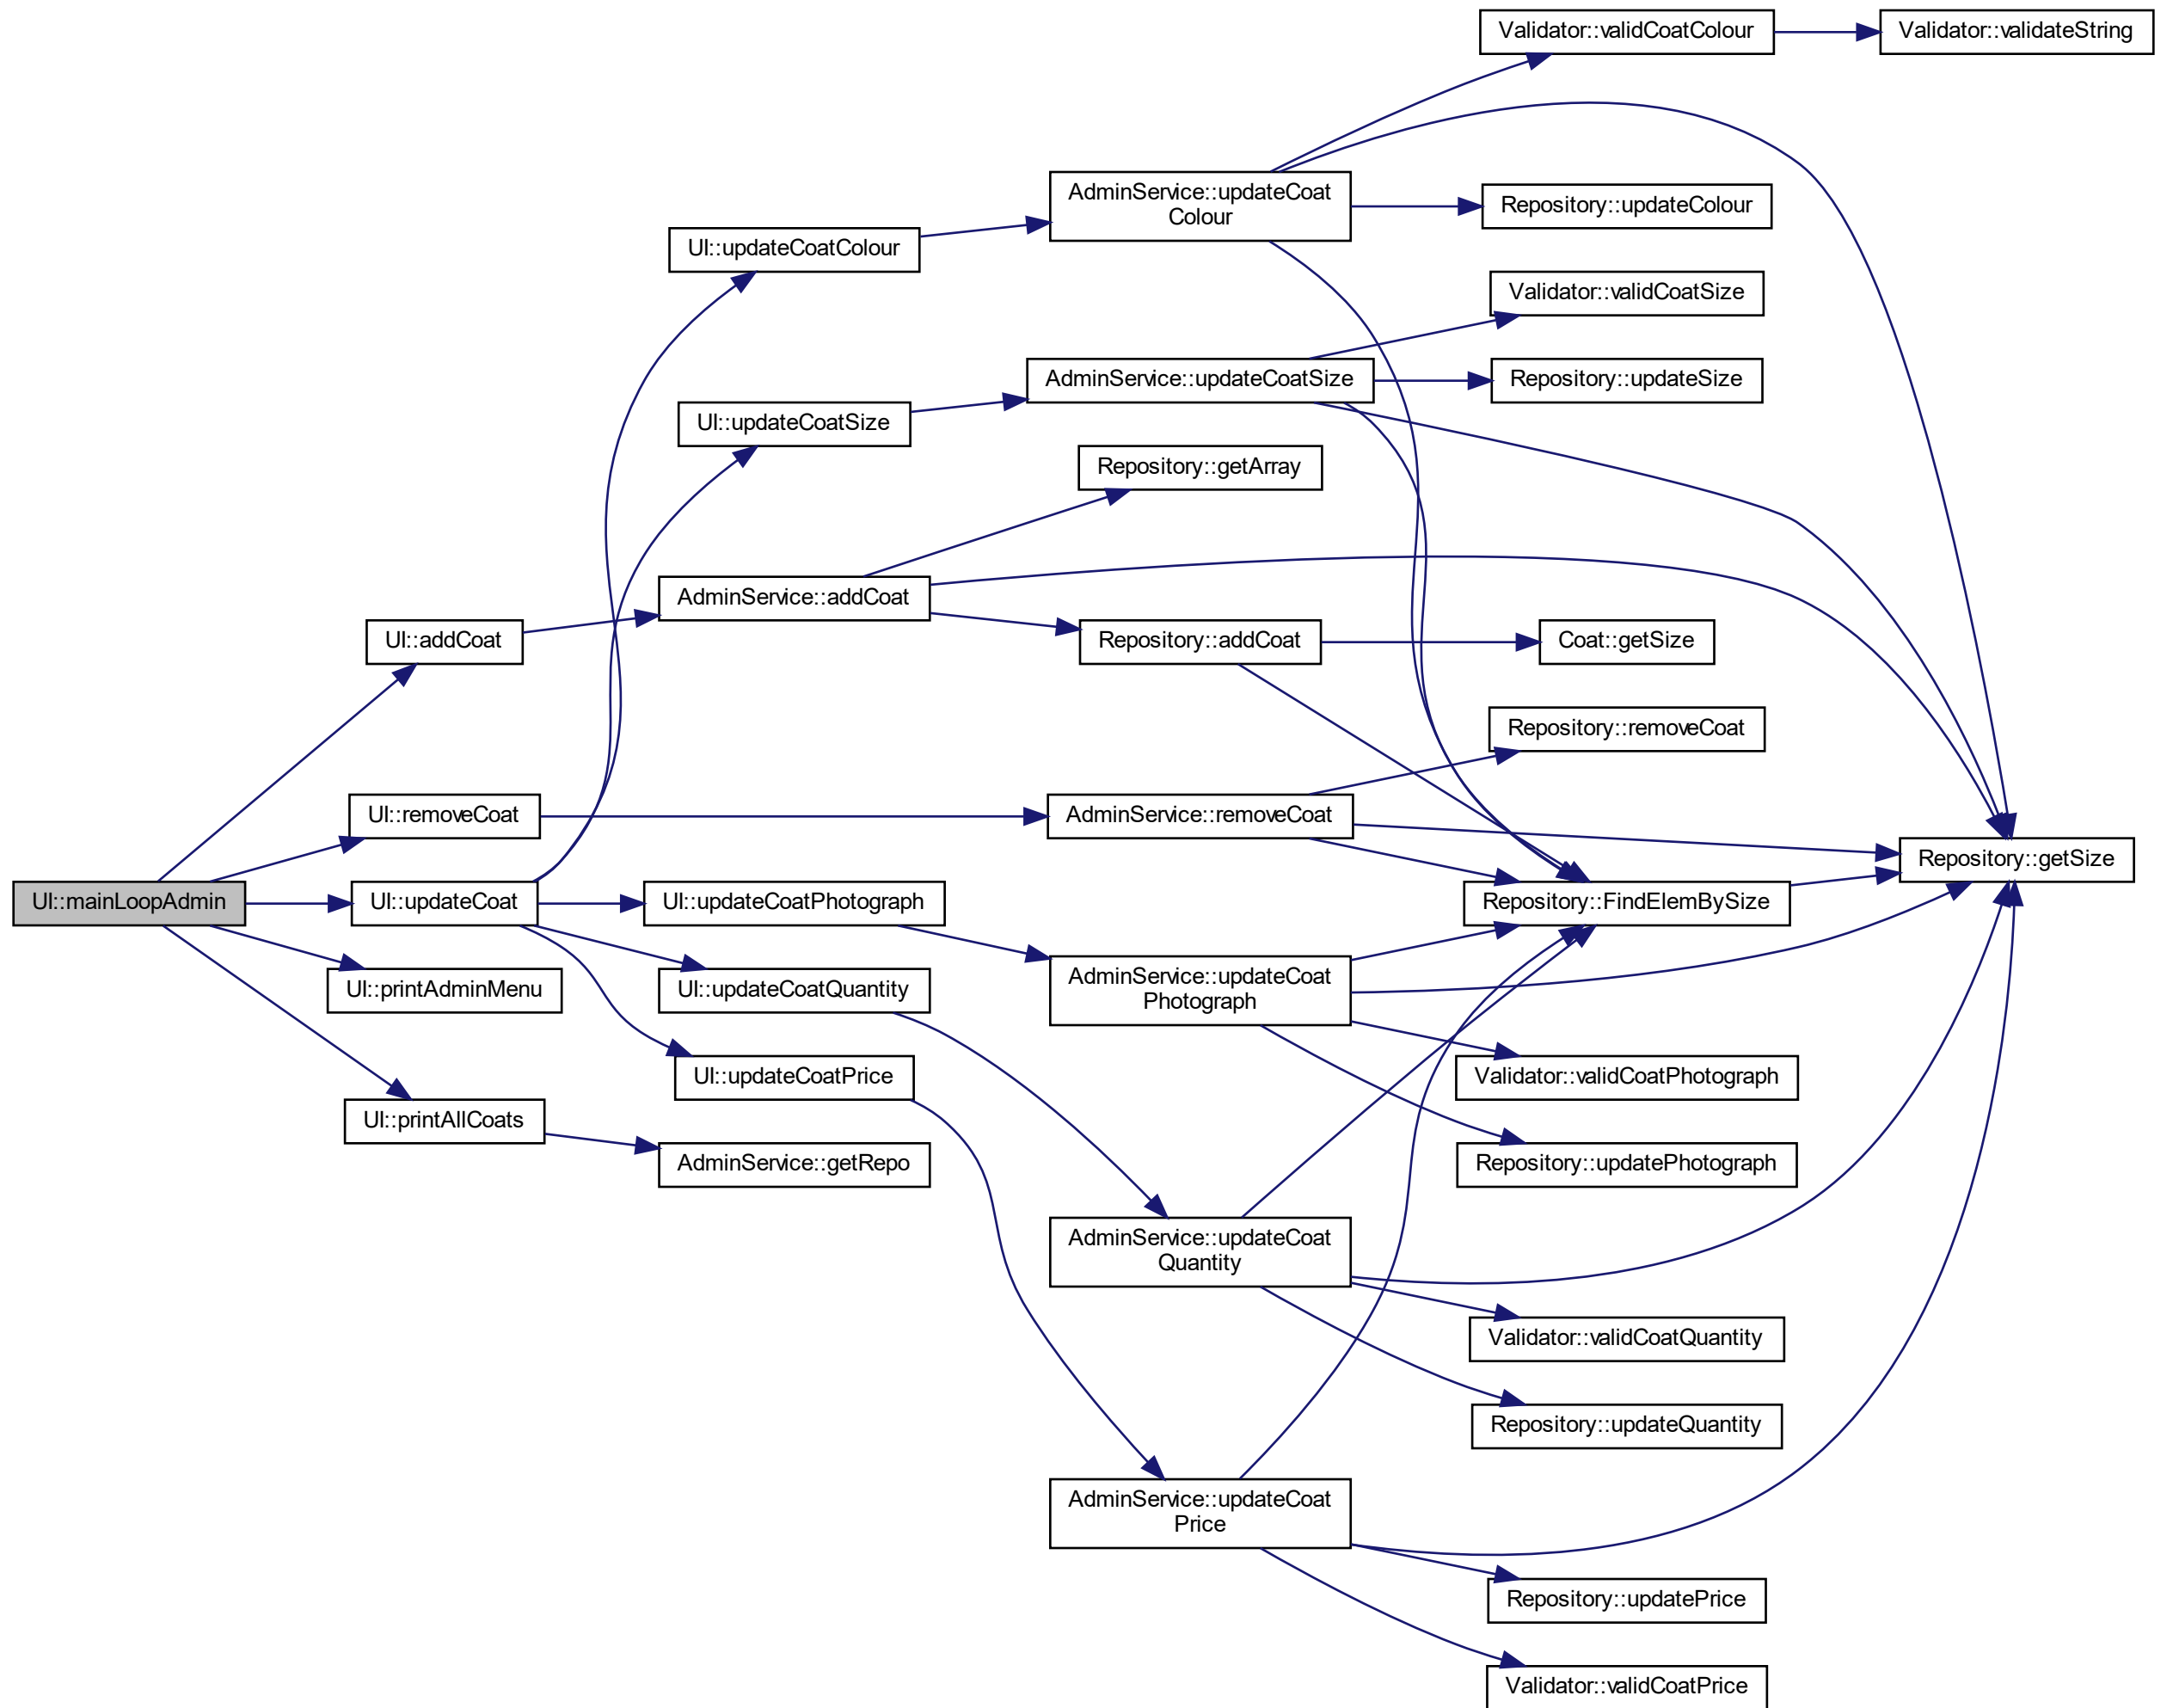 Validator::validCoatColour
Validator::validateString
AdminService::updateCoat
Colour
Repository::updateColour
UI::updateCoatColour
Validator::validCoatSize
AdminService::updateCoatSize
Repository::updateSize
UI::updateCoatSize
Repository::getArray
AdminService::addCoat
UI::addCoat
Repository::addCoat
Coat::getSize
Repository::removeCoat
UI::removeCoat
AdminService::removeCoat
Repository::getSize
UI::mainLoopAdmin
UI::updateCoat
UI::updateCoatPhotograph
Repository::FindElemBySize
UI::printAdminMenu
UI::updateCoatQuantity
AdminService::updateCoat
Photograph
UI::updateCoatPrice
Validator::validCoatPhotograph
UI::printAllCoats
AdminService::getRepo
Repository::updatePhotograph
AdminService::updateCoat
Quantity
Validator::validCoatQuantity
Repository::updateQuantity
AdminService::updateCoat
Price
Repository::updatePrice
Validator::validCoatPrice